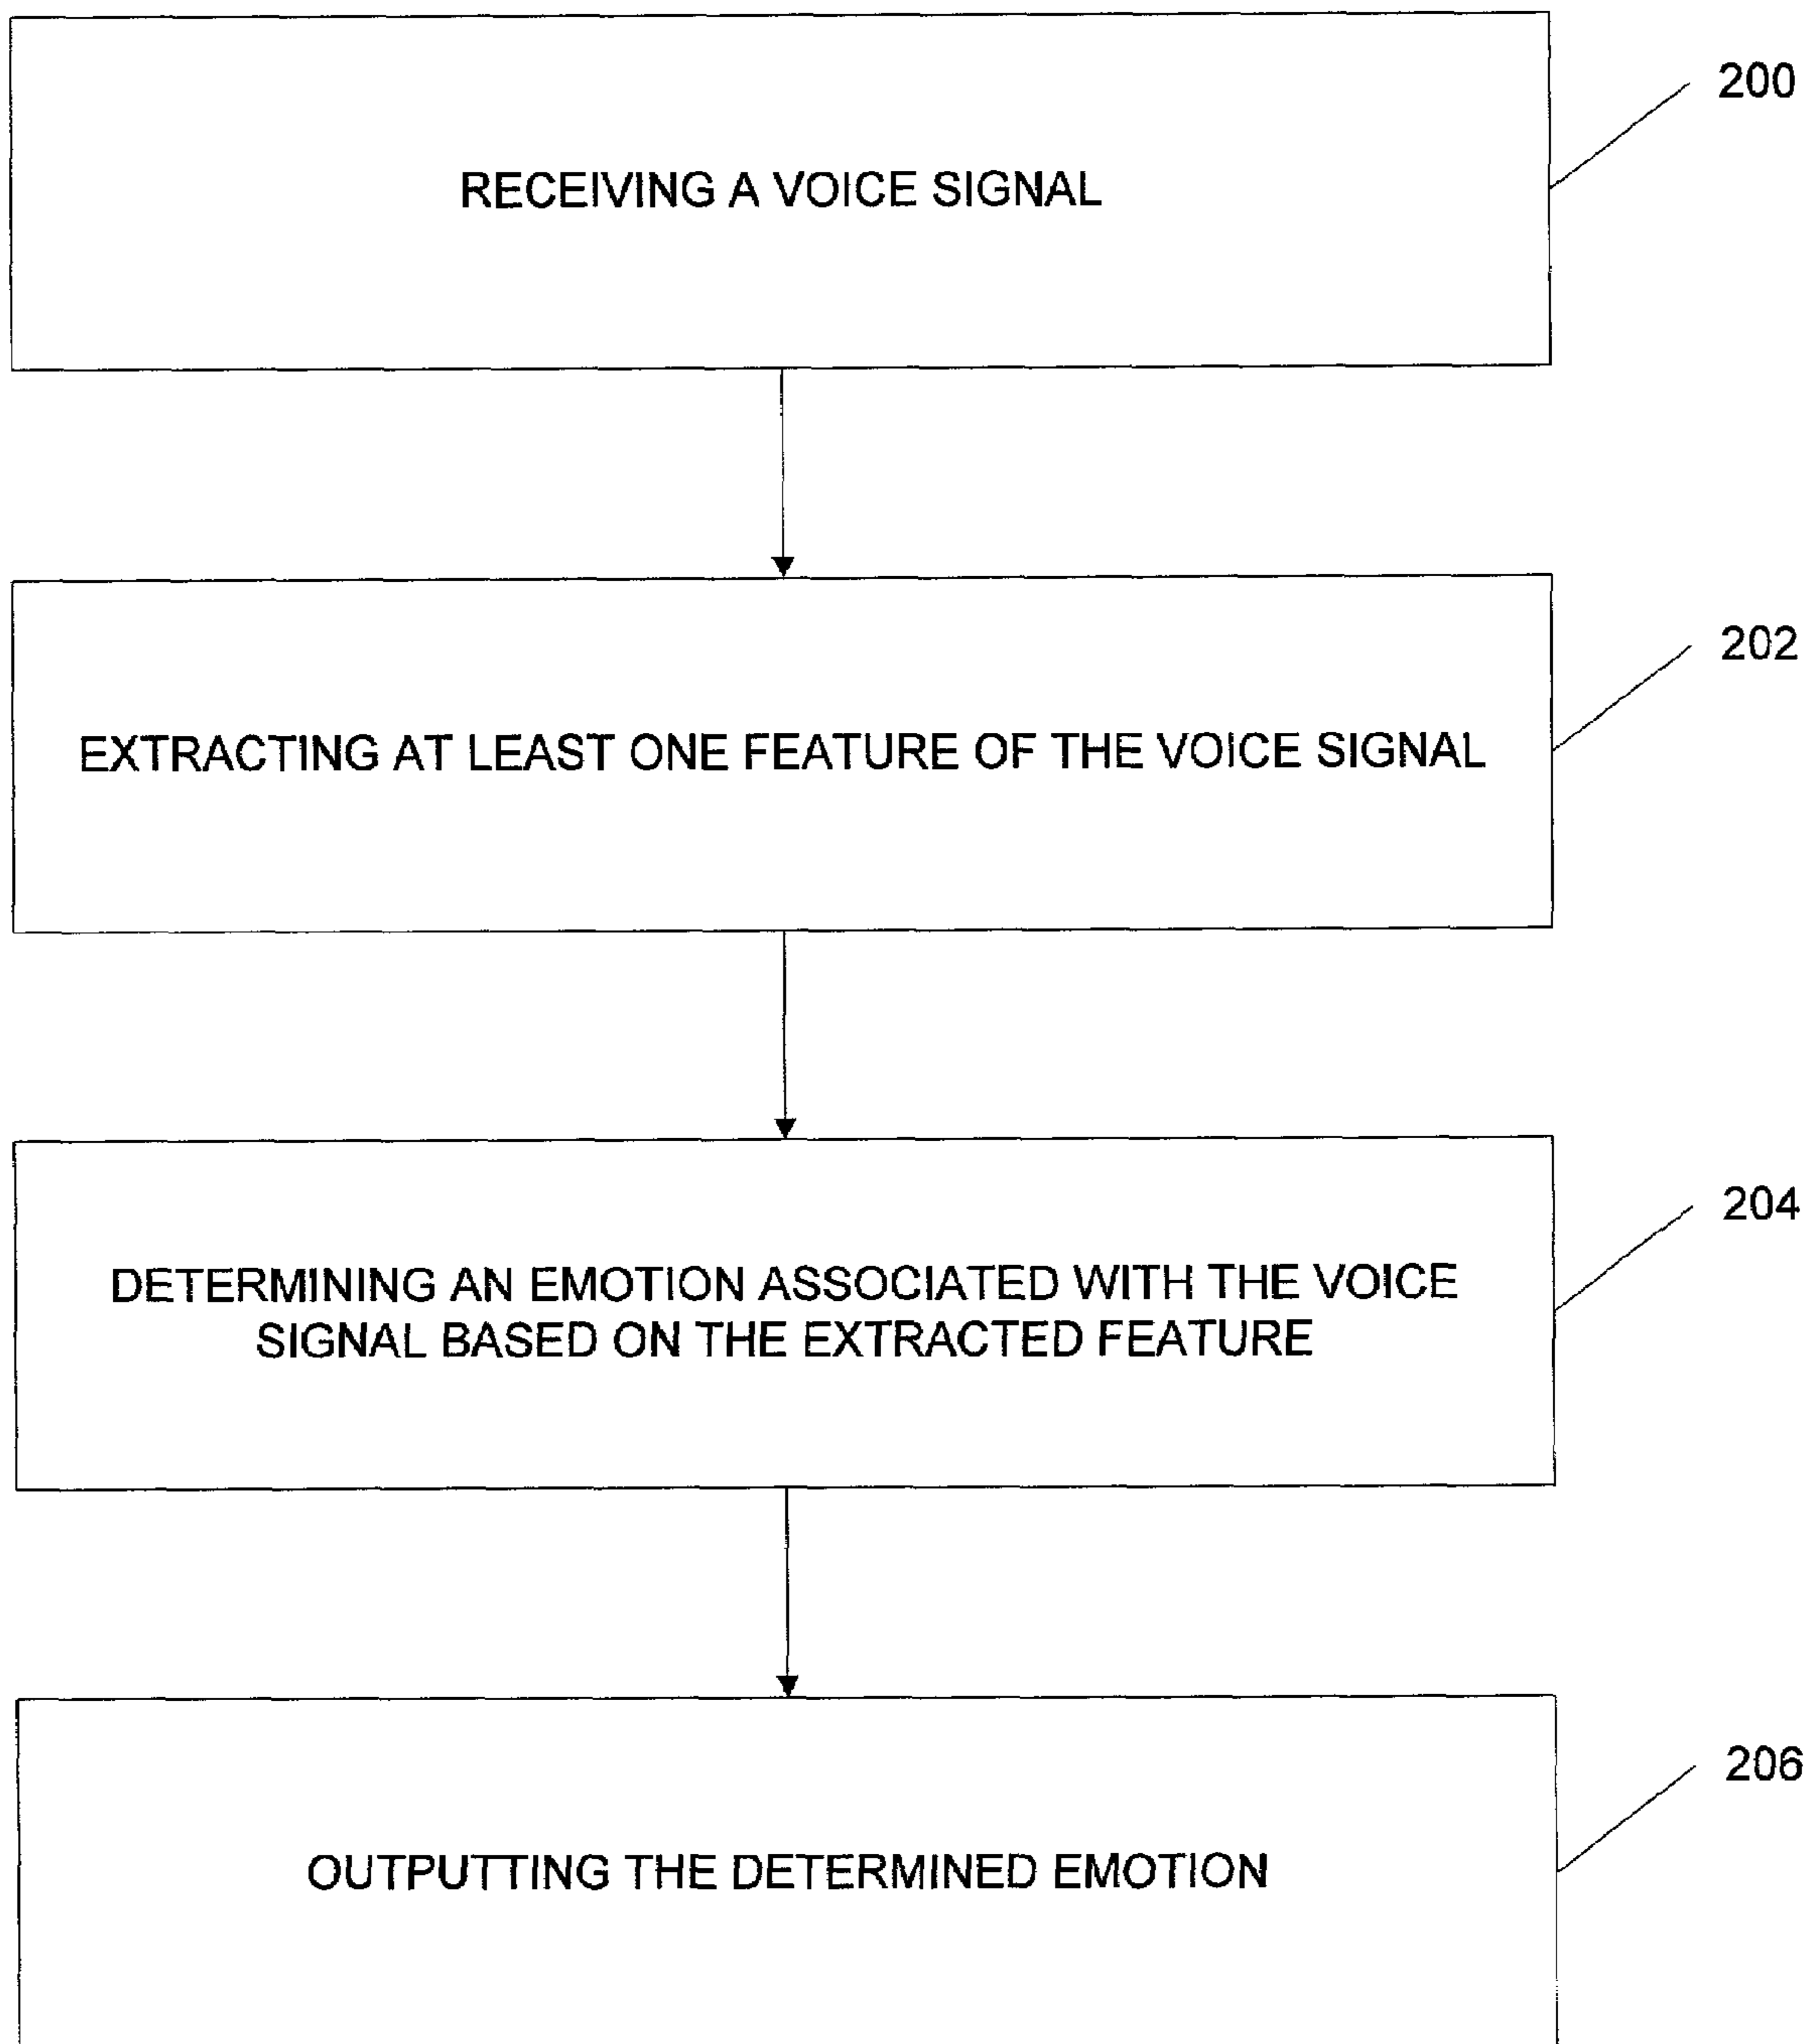 200
RECEIVING A VOICE SIGNAL
202
EXTRACTING AT LEAST ONE FEATURE OF THE VOICE SIGNAL
204
DETERMINING AN EMOTION ASSOCIATED WITH THE VOICE
SIGNAL BASED ON THE EXTRACTED FEATURE
206
OUTPUTTING THE DETERMINED EMOTION